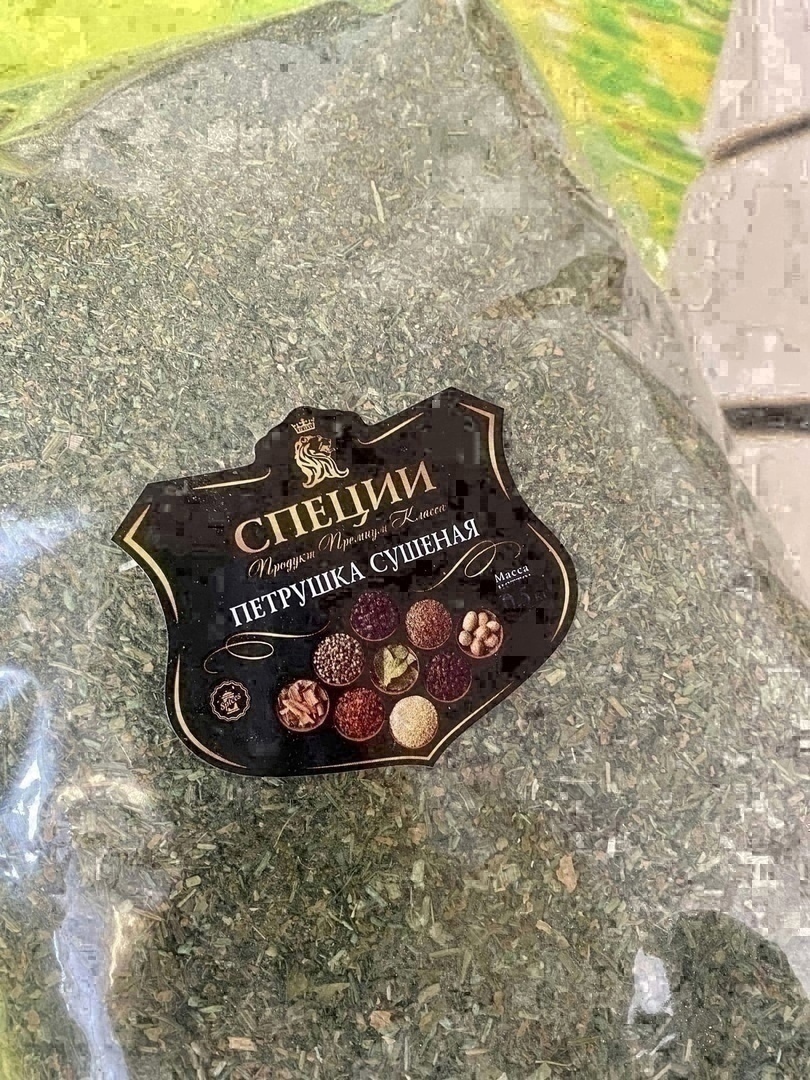 СПЕЦИИ
Продукт Премиум Класса
ПЕТРУШКА СУШЕНАЯ
Масса